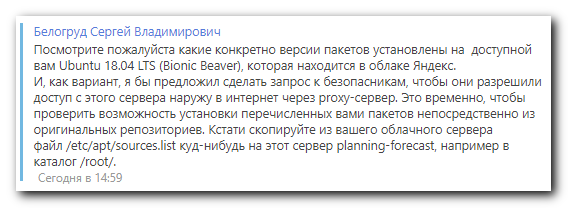 Белогруд Сергей Владимирович
Посмотрите пожалуйста какие конкретно версии пакетов установлены на  доступной
вам Ubuntu 18.04 LTS (Bionic Beaver), которая находится в облаке Яндекс.
И, как вариант, я бы предложил сделать запрос к безопасникам, чтобы они разрешили
доступ с этого сервера наружу в интернет через proxy-сервер. Это временно, чтобы
проверить возможность установки перечисленных вами пакетов непосредственно из
оригинальных репозиториев. Кстати скопируйте из вашего облачного сервера
файл /etc/apt/sources.list куд-нибудь на этот сервер planning-forecast, например в
каталог /root/.
Сегодня в 14:59